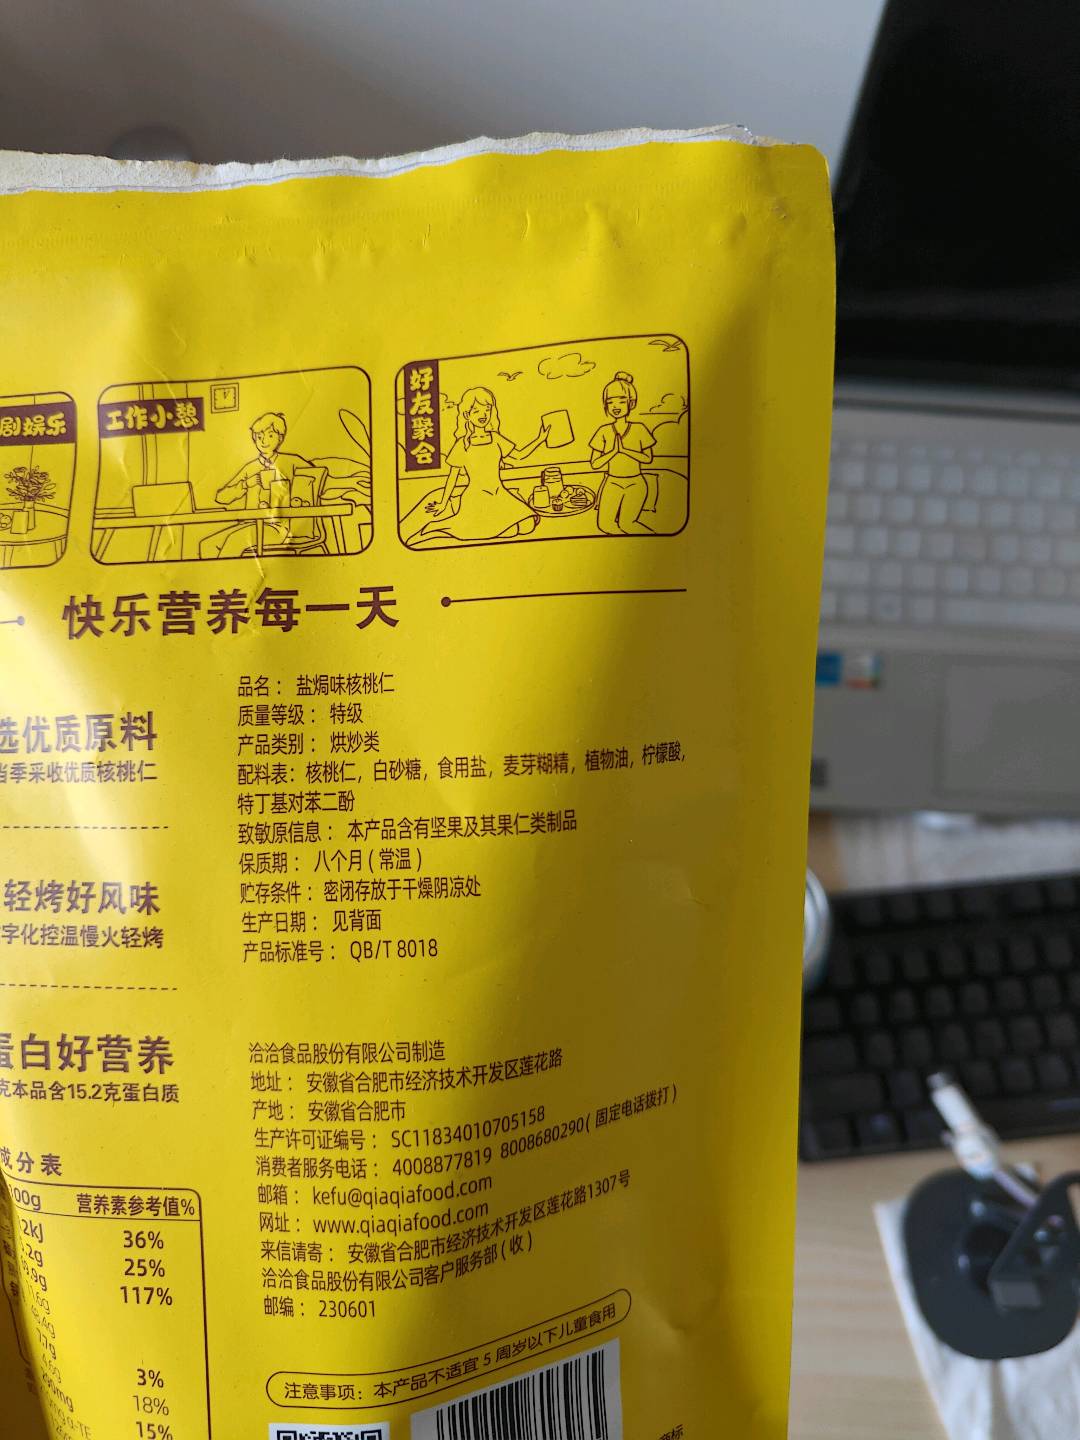 剧娱乐
工作小憩
好友聚会
快乐营养每一天
选优质原料
当季采收优质核桃仁
轻烤好风味
字化控温慢火轻烤
蛋白好营养
克本品含15.2克蛋白质
成分表
00g 营养素参考值%
2kJ 36%
.2g 25%
9.9g 117%
3%
18%
15%
品名： 盐焗味核桃仁
质量等级： 特级
产品类别： 烘炒类
配料表：核桃仁，白砂糖，食用盐，麦芽糊精，植物油，柠檬酸，
特丁基对苯二酚
致敏原信息： 本产品含有坚果及其果仁类制品
保质期： 八个月（常温）
贮存条件：密闭存放于干燥阴凉处
生产日期： 见背面
产品标准号： QB/T 8018
洽洽食品股份有限公司制造
地址： 安徽省合肥市经济技术开发区莲花路
产地： 安徽省合肥市
生产许可证编号： SC11834010705158
消费者服务电话： 4008877819 8008680290(固定电话拨打)
邮箱： kefu@qiaqiafood.com
网址： www.qiaqiafood.com
来信请寄： 安徽省合肥市经济技术开发区莲花路1307号
洽洽食品股份有限公司客户服务部(收)
邮编： 230601
注意事项：本产品不适宜5周岁以下儿童食用
商标